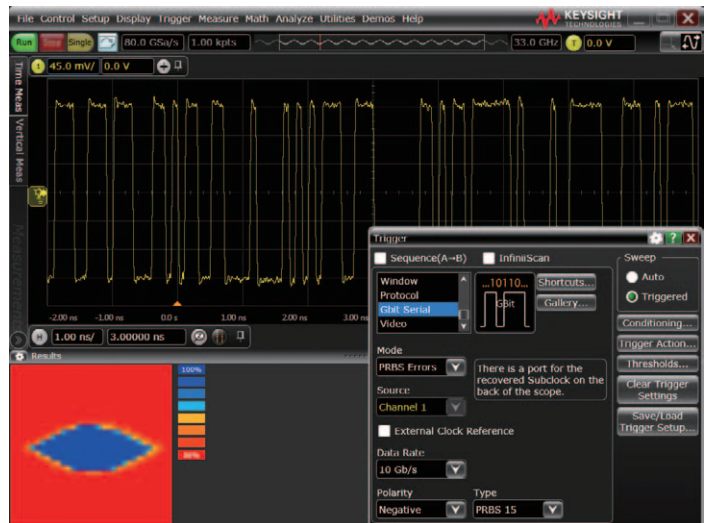 File Control Setup Display Trigger Measure Math Analyze Utilities Demos Help
KEYSIGHT
TECHNOLOGIES
Run Stop Single 80.0 GSa/s 1.00 kpts 33.0 GHz T 0.0 V
1 45.0 mV/ 0.0 V
Time Meas
Vertical Meas
Measurements
-2.00 ns -1.00 ns 0.0 s 1.00 ns 2.00 ns 3.00 ns
H 1.00 ns/ 3.00000 ns
Results
100%
Trigger
Sequence(A→B) InfiniiScan
Window
Protocol
Gbit Serial
Video
...10110...
GBit
Shortcuts...
Gallery...
Mode
PRBS Errors
There is a port for the
recovered Subclock on the
back of the scope.
Source
Channel 1
External Clock Reference
Data Rate
10 Gb/s
Polarity Type
Negative PRBS 15
Sweep
Auto
Triggered
Conditioning...
Trigger Action...
Thresholds...
Clear Trigger
Settings
Save/Load
Trigger Setup...